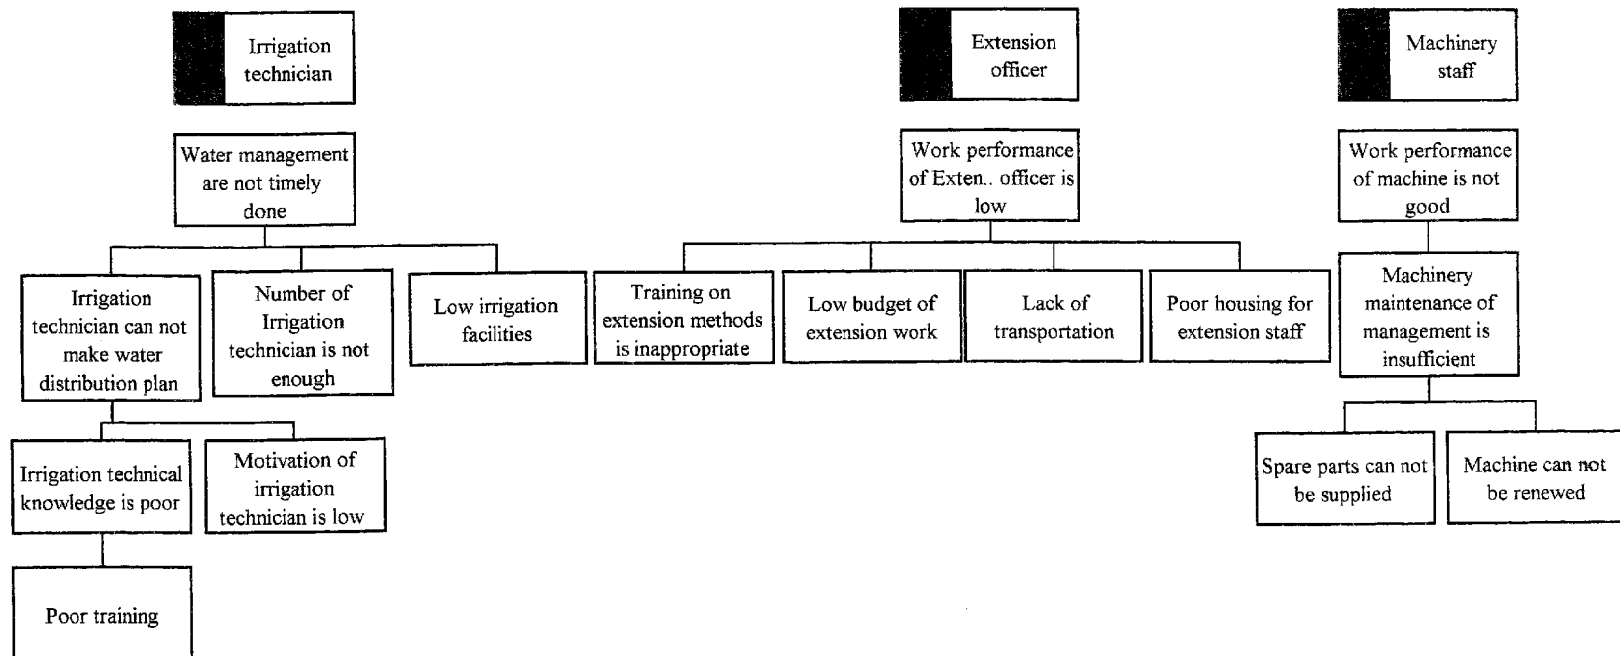 Irrigation
technician
Extension
officer
Machinery
staff
Water management
are not timely
done
Work performance
of Exten.. officer is
low
Work performance
of machine is not
good
Irrigation
technician can not
make water
distribution plan
Number of
Irrigation
technician is not
enough
Low irrigation
facilities
Training on
extension methods
is inappropriate
Low budget of
extension work
Lack of
transportation
Poor housing for
extension staff
Machinery
maintenance of
management is
insufficient
Irrigation technical
knowledge is poor
Motivation of
irrigation
technician is low
Spare parts can not
be supplied
Machine can not
be renewed
Poor training